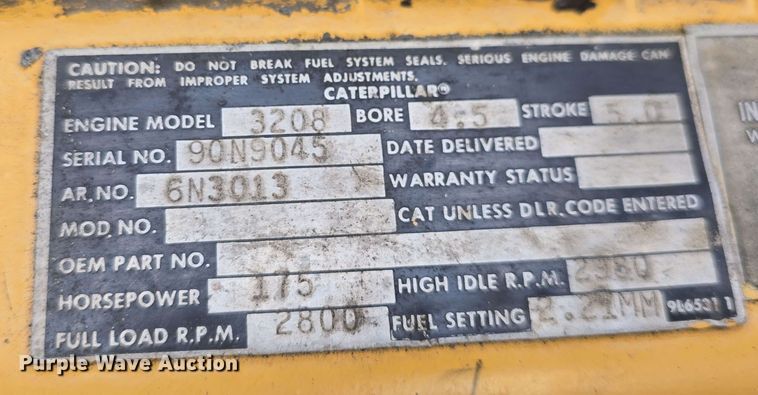 CAUTION: DO NOT BREAK FUEL SYSTEM SEALS. SERIOUS ENGINE DAMAGE CAN
RESULT FROM IMPROPER SYSTEM ADJUSTMENTS.
CATERPILLAR®
ENGINE MODEL 3208 BORE 4.5 STROKE 5.0
SERIAL NO. 90N9045 DATE DELIVERED
AR. NO. 6N3013 WARRANTY STATUS
MOD. NO. CAT UNLESS DLR. CODE ENTERED
OEM PART NO.
HORSEPOWER 175 HIGH IDLE R.P.M.
FULL LOAD R.P.M. 2800 FUEL SETTING 2.21MM
IN
Purple Wave Auction